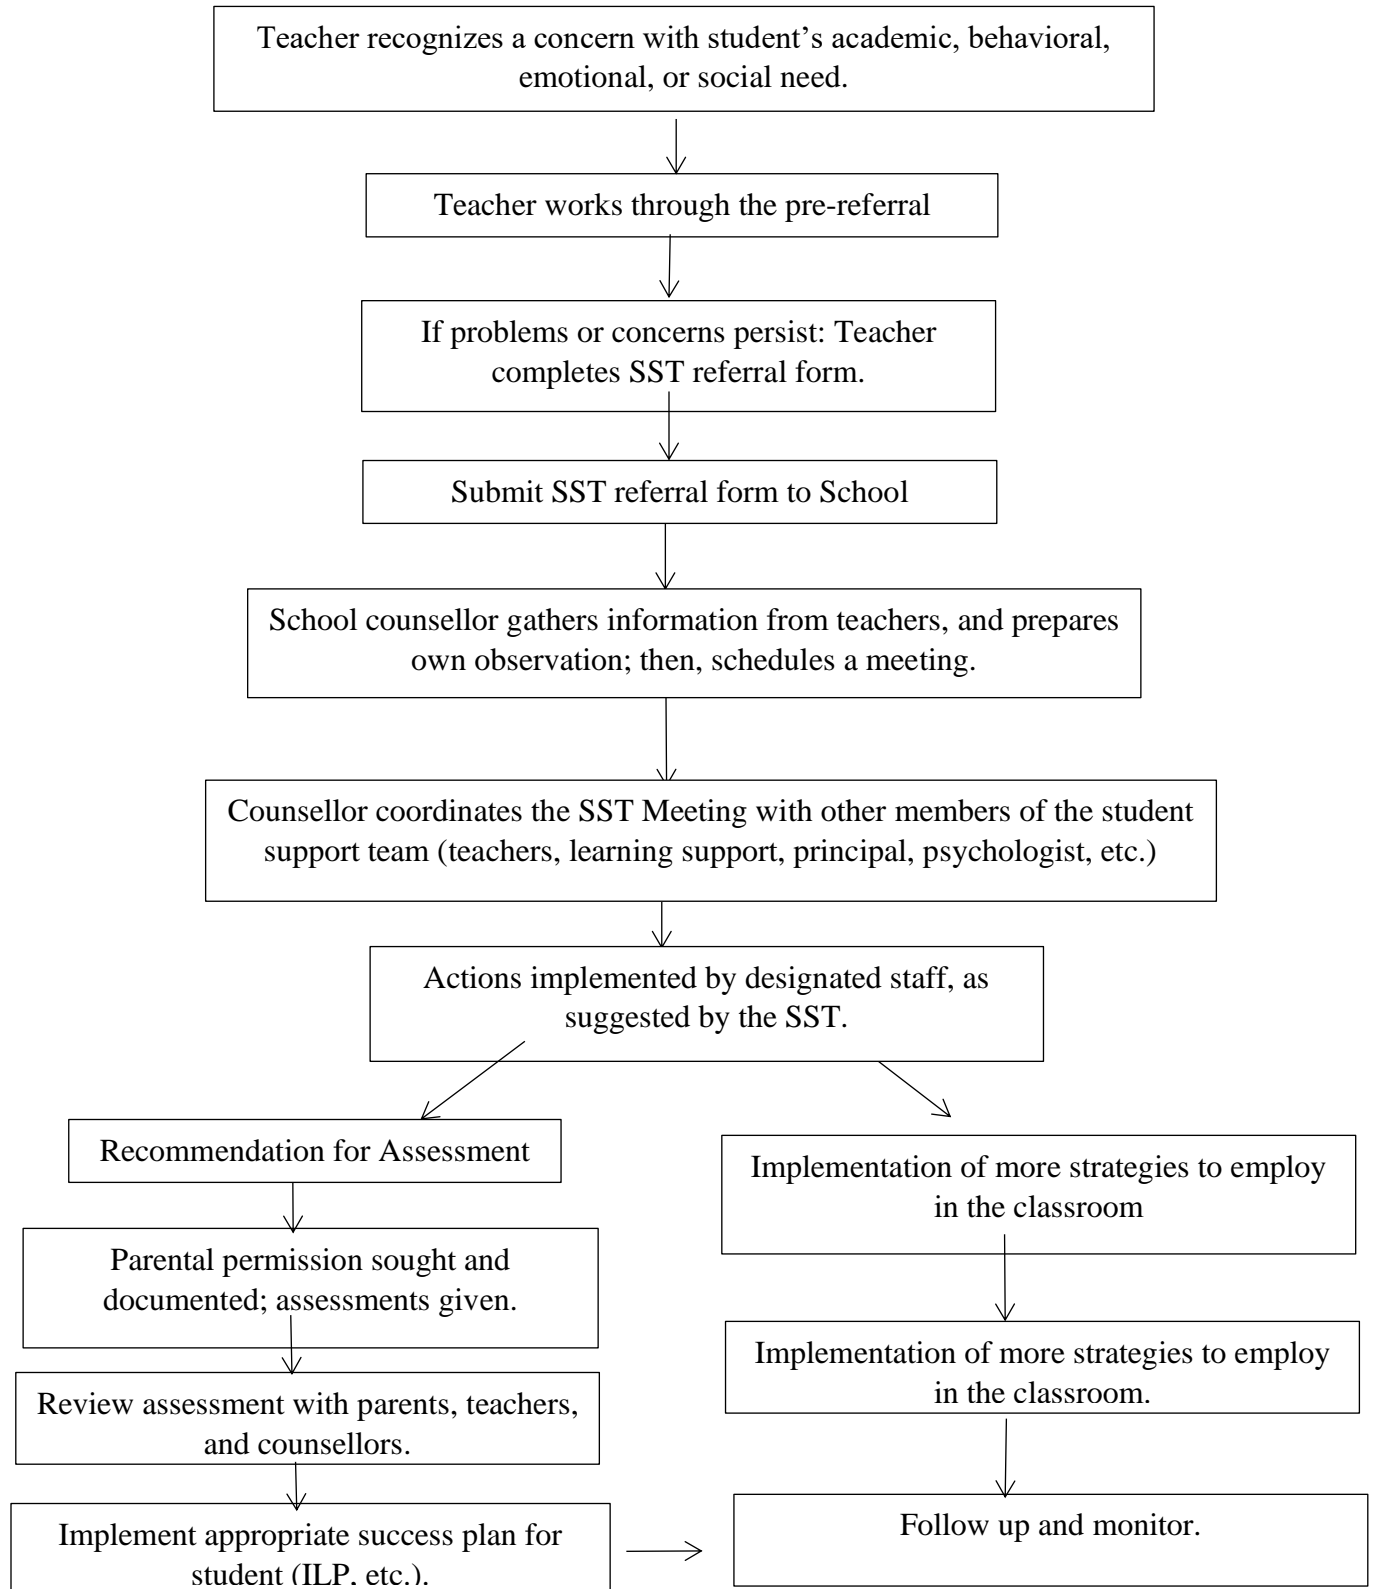 Teacher recognizes a concern with student’s academic, behavioral,
emotional, or social need.
Teacher works through the pre-referral
If problems or concerns persist: Teacher
completes SST referral form.
Submit SST referral form to School
School counsellor gathers information from teachers, and prepares
own observation; then, schedules a meeting.
Counsellor coordinates the SST Meeting with other members of the student
support team (teachers, learning support, principal, psychologist, etc.)
Actions implemented by designated staff, as
suggested by the SST.
Recommendation for Assessment
Parental permission sought and
documented; assessments given.
Review assessment with parents, teachers,
and counsellors.
Implement appropriate success plan for
student (ILP, etc.).
Implementation of more strategies to employ
in the classroom
Implementation of more strategies to employ
in the classroom.
Follow up and monitor.